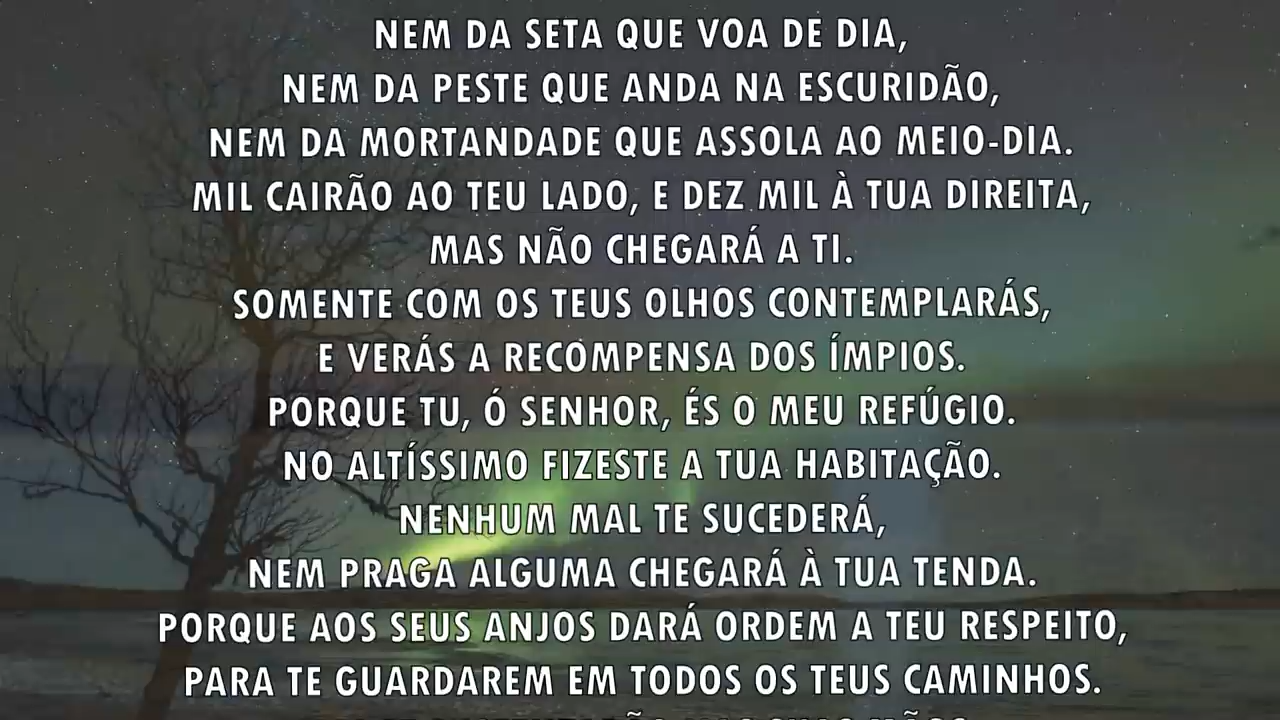 NEM DA SETA QUE VOA DE DIA,
NEM DA PESTE QUE ANDA NA ESCURIDÃO,
NEM DA MORTANDADE QUE ASSOLA AO MEIO-DIA.
MIL CAIRÃO AO TEU LADO, E DEZ MIL À TUA DIREITA,
MAS NÃO CHEGARÁ A TI.
SOMENTE COM OS TEUS OLHOS CONTEMPLARÁS,
E VERÁS A RECOMPENSA DOS ÍMPIOS.
PORQUE TU, Ó SENHOR, ÉS O MEU REFÚGIO.
NO ALTÍSSIMO FIZESTE A TUA HABITAÇÃO.
NENHUM MAL TE SUCEDERÁ,
NEM PRAGA ALGUMA CHEGARÁ À TUA TENDA.
PORQUE AOS SEUS ANJOS DARÁ ORDEM A TEU RESPEITO,
PARA TE GUARDAREM EM TODOS OS TEUS CAMINHOS.